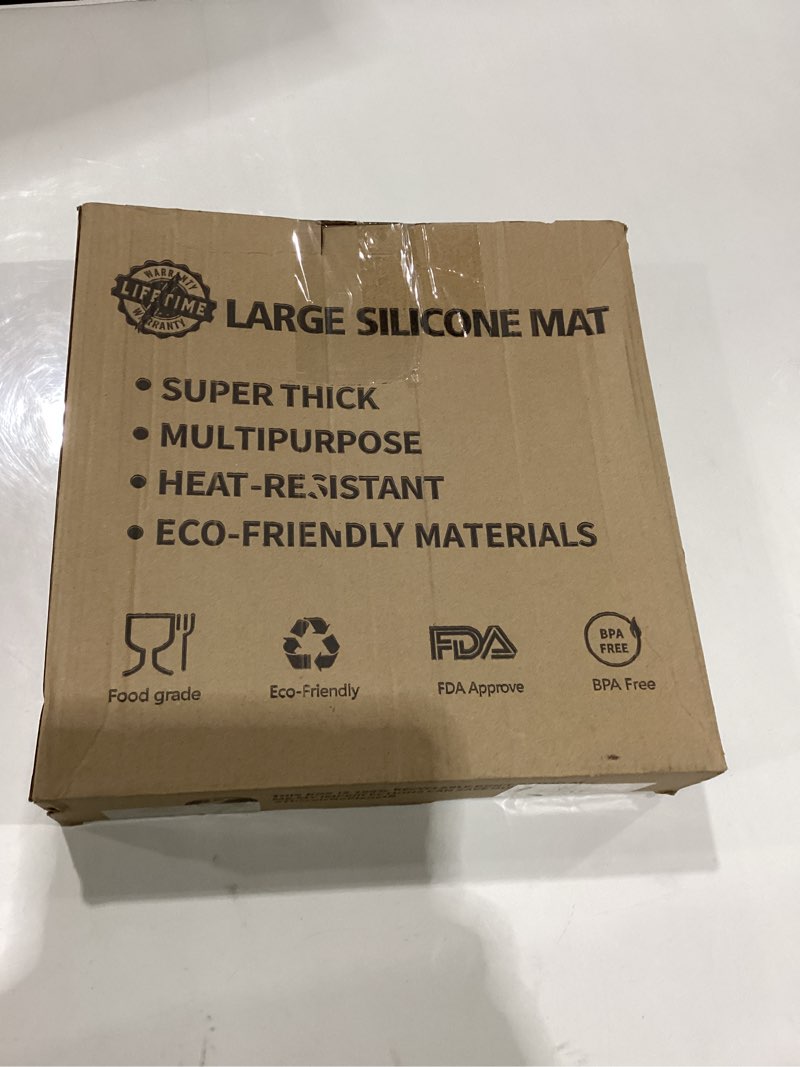 WARRANTY
LIFETIME
WARRANTY
LARGE SILICONE MAT
• SUPER THICK
• MULTIPURPOSE
• HEAT-RESISTANT
• ECO-FRIENDLY MATERIALS
FDA
BPA
FREE
Food grade
Eco-Friendly
FDA Approve
BPA Free